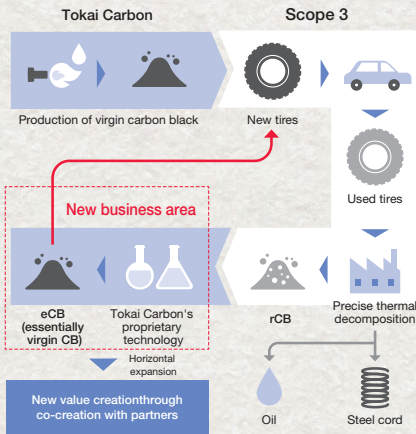 Tokai Carbon
Scope 3
Production of virgin carbon black
New tires
Used tires
New business area
eCB
(essentially
virgin CB)
Tokai Carbon's
proprietary
technology
rCB
Precise thermal
decomposition
Horizontal
expansion
New value creationthrough
co-creation with partners
Oil
Steel cord